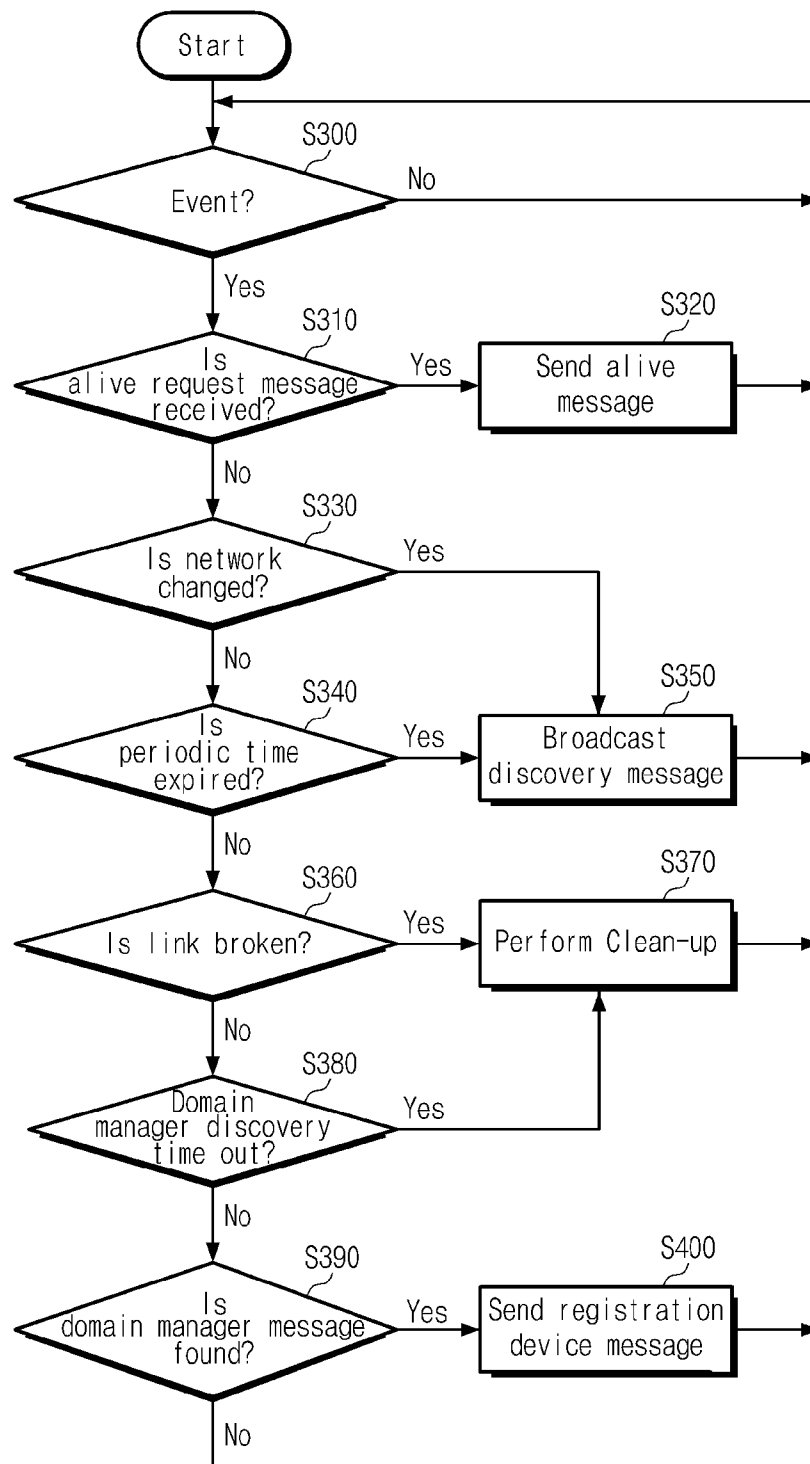 Start
S300
Event?
No
Yes
S310
Is
alive request message
received?
Yes
S320
Send alive
message
No
S330
Is network
changed?
Yes
No
S340
Is
periodic time
expired?
Yes
S350
Broadcast
discovery message
No
S360
Is link broken?
Yes
S370
Perform Clean-up
No
S380
Domain
manager discovery
time out?
Yes
No
S390
Is
domain manager message
found?
Yes
S400
Send registration
device message
No